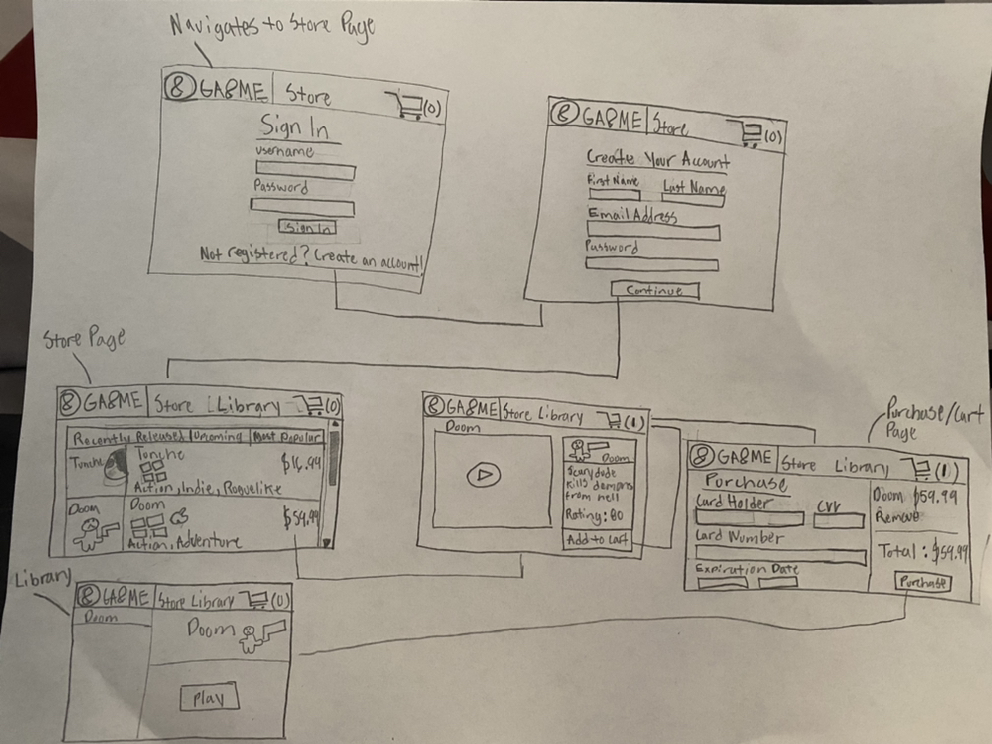 Navigates to Store Page
8 GA8ME Store (0)
Sign In
username
Password
Sign In
Not registered? Create an account!
8 GA8ME Store (0)
Create Your Account
First Name Last Name
Email Address
Password
Continue
Store Page
8 GA8ME Store Library (0)
Recently Released Upcoming Most Popular
Tunche Tunche $16.99
Action, Indie, Roguelike
Doom Doom $59.99
Action, Adventure
8 GA8ME Store Library (1)
Doom
Doom
Scary dude
kills demons
from hell
Rating: 80
Add to Cart
Purchase/Cart
Page
8 GA8ME Store Library (1)
Purchase
Card Holder CVV
Card Number
Expiration Date
Doom $59.99
Remove
Total: $59.99
Purchase
Library
8 GA8ME Store Library (0)
Doom
Doom
Play